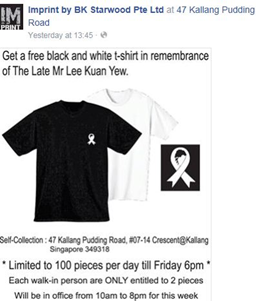 IM
PRINT
Imprint by BK Starwood Pte Ltd at 47 Kallang Pudding
Road
Yesterday at 13:45 ·
Get a free black and white t-shirt in remembrance
of The Late Mr Lee Kuan Yew.
Self-Collection : 47 Kallang Pudding Road, #07-14 Crescent@Kallang
Singapore 349318
* Limited to 100 pieces per day till Friday 6pm *
Each walk-in person are ONLY entitled to 2 pieces
Will be in office from 10am to 8pm for this week